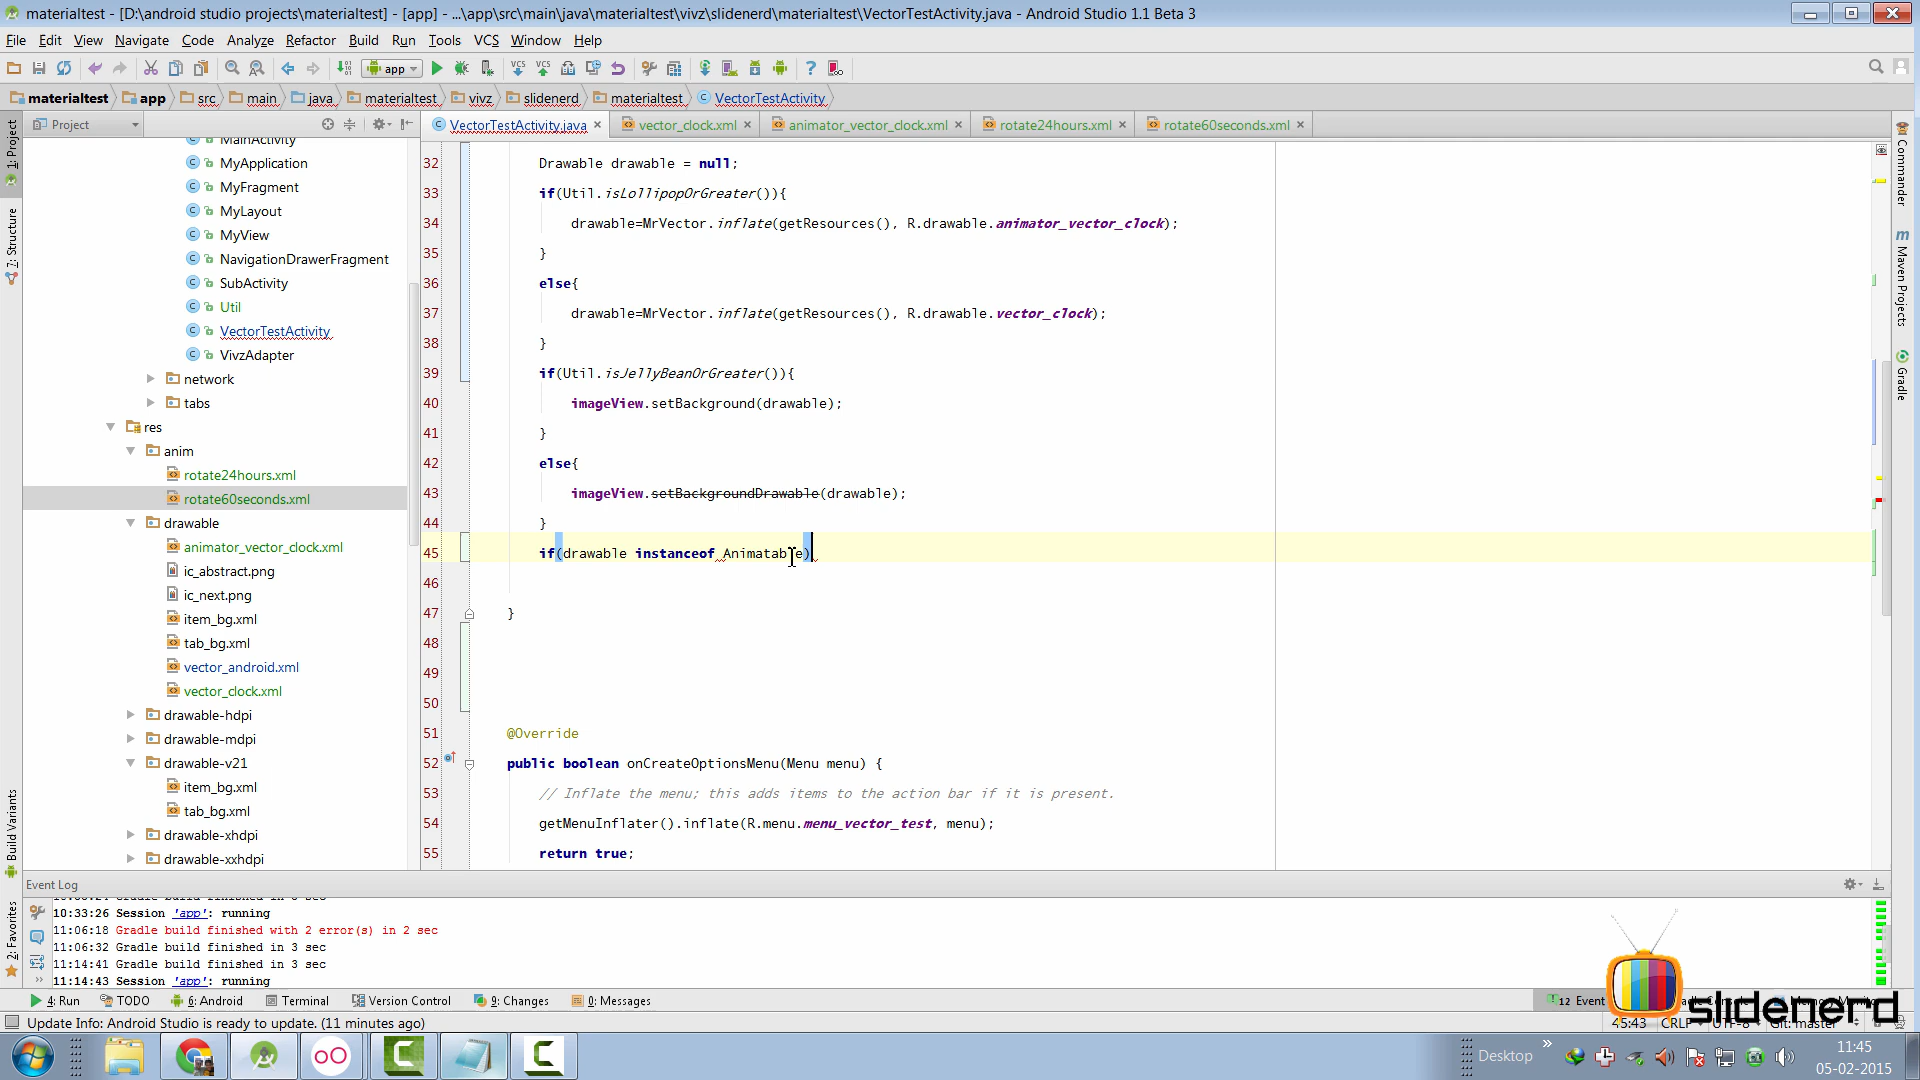 materialtest - [D:\android studio projects\materialtest] - [app] - ...\app\src\main\java\materialtest\vivz\slidenerd\materialtest\VectorTestActivity.java - Android Studio 1.1 Beta 3
File Edit View Navigate Code Analyze Refactor Build Run Tools VCS Window Help
app
materialtest app src main java materialtest vivz slidenerd materialtest VectorTestActivity
Project
VectorTestActivity.java vector_clock.xml animator_vector_clock.xml rotate24hours.xml rotate60seconds.xml
1: Project
7: Structure
Build Variants
2: Favorites
MainActivity
MyApplication
MyFragment
MyLayout
MyView
NavigationDrawerFragment
SubActivity
Util
VectorTestActivity
VivzAdapter
network
tabs
res
anim
rotate24hours.xml
rotate60seconds.xml
drawable
animator_vector_clock.xml
ic_abstract.png
ic_next.png
item_bg.xml
tab_bg.xml
vector_android.xml
vector_clock.xml
drawable-hdpi
drawable-mdpi
drawable-v21
item_bg.xml
tab_bg.xml
drawable-xhdpi
drawable-xxhdpi
32 Drawable drawable = null;
33 if(Util.isLollipopOrGreater()){
34 drawable=MrVector.inflate(getResources(), R.drawable.animator_vector_clock);
35 }
36 else{
37 drawable=MrVector.inflate(getResources(), R.drawable.vector_clock);
38 }
39 if(Util.isJellyBeanOrGreater()){
40 imageView.setBackground(drawable);
41 }
42 else{
43 imageView.setBackgroundDrawable(drawable);
44 }
45 if(drawable instanceof Animatable)
46
47 }
48
49
50
51 @Override
52 public boolean onCreateOptionsMenu(Menu menu) {
53 // Inflate the menu; this adds items to the action bar if it is present.
54 getMenuInflater().inflate(R.menu.menu_vector_test, menu);
55 return true;
Commander
Maven Projects
Gradle
Event Log
10:33:26 Session 'app': running
11:06:18 Gradle build finished with 2 error(s) in 2 sec
11:06:32 Gradle build finished in 3 sec
11:14:41 Gradle build finished in 3 sec
11:14:43 Session 'app': running
4: Run TODO 6: Android Terminal Version Control 9: Changes 0: Messages 12 Event
slidenerd
Update Info: Android Studio is ready to update. (11 minutes ago) 45:43 CRLF UTF-8 Git: master
Desktop
11:45
05-02-2015